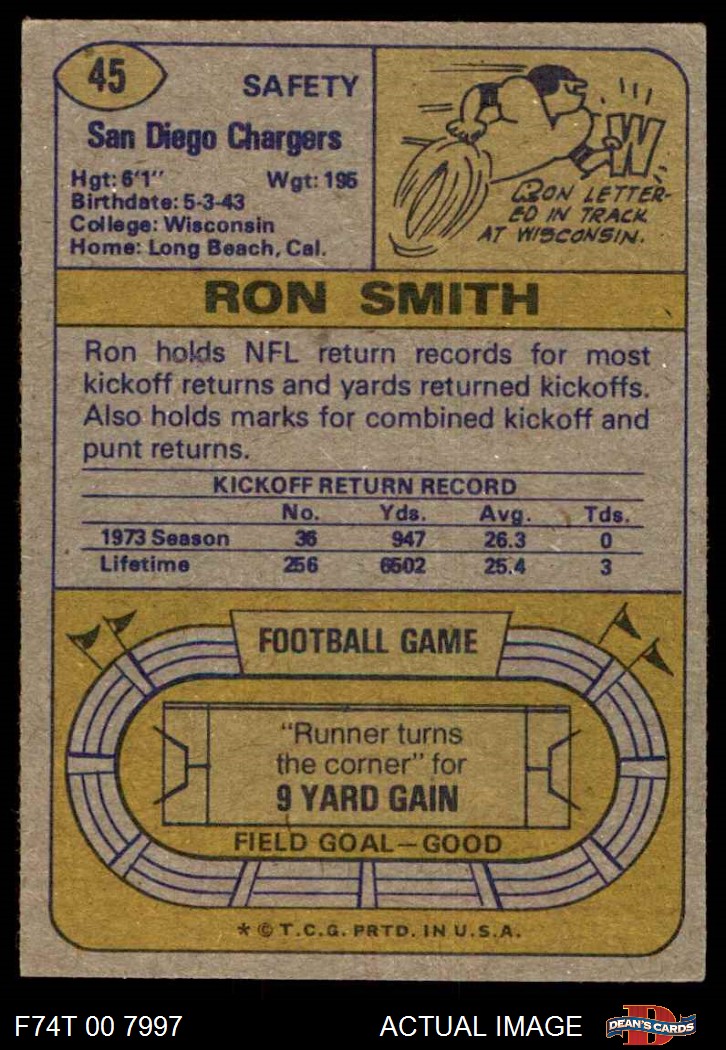 45
SAFETY
San Diego Chargers
Hgt: 6'1" Wgt: 195
Birthdate: 5-3-43
College: Wisconsin
Home: Long Beach, Cal.
W
RON LETTER-
ED IN TRACK
AT WISCONSIN.
RON SMITH
Ron holds NFL return records for most
kickoff returns and yards returned kickoffs.
Also holds marks for combined kickoff and
punt returns.
KICKOFF RETURN RECORD
No. Yds. Avg. Tds.
1973 Season 36 947 26.3 0
Lifetime 256 6502 25.4 3
FOOTBALL GAME
"Runner turns
the corner" for
9 YARD GAIN
FIELD GOAL—GOOD
* © T.C.G. PRTD. IN U.S.A.
F74T 00 7997 ACTUAL IMAGE
D
DEAN'S CARDS